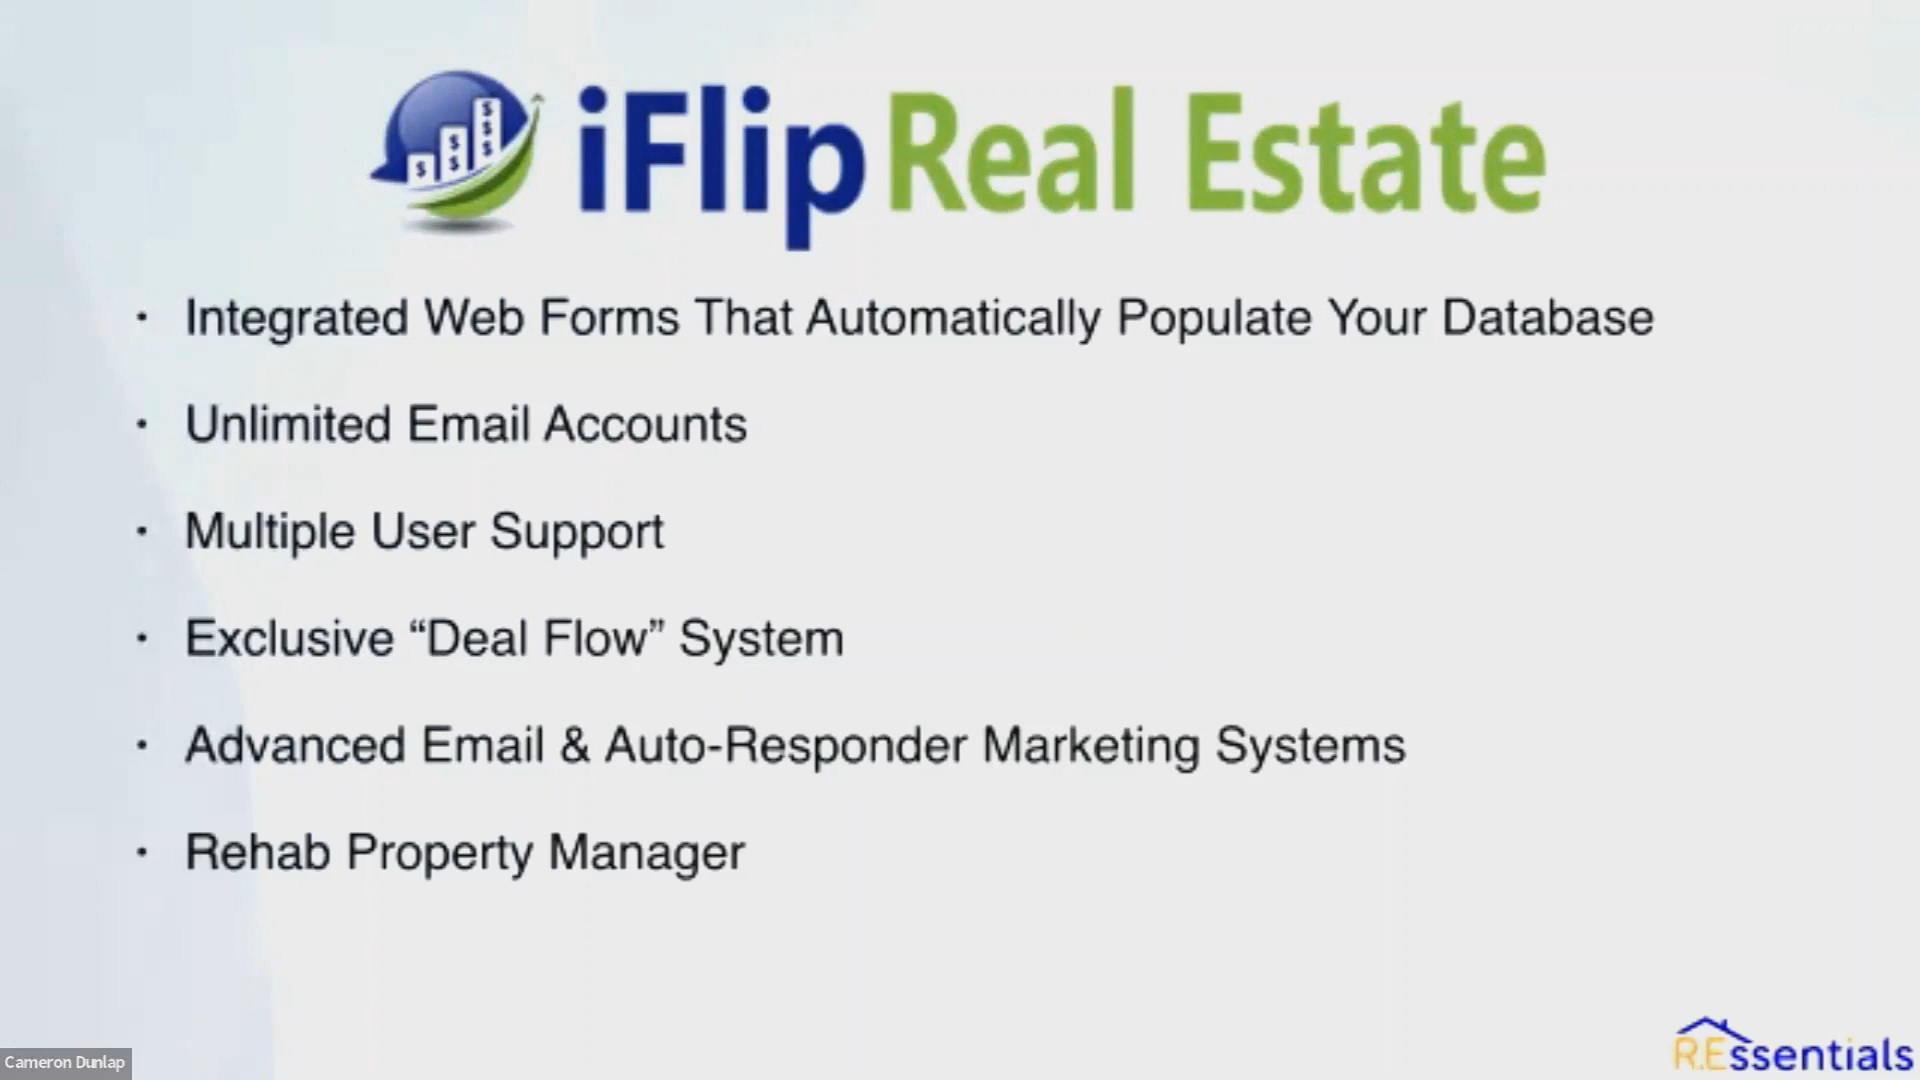 iFlip Real Estate
$ $ $ $ $ $
· Integrated Web Forms That Automatically Populate Your Database
· Unlimited Email Accounts
· Multiple User Support
· Exclusive “Deal Flow” System
· Advanced Email & Auto-Responder Marketing Systems
· Rehab Property Manager
R.Essentials
Cameron Dunlap